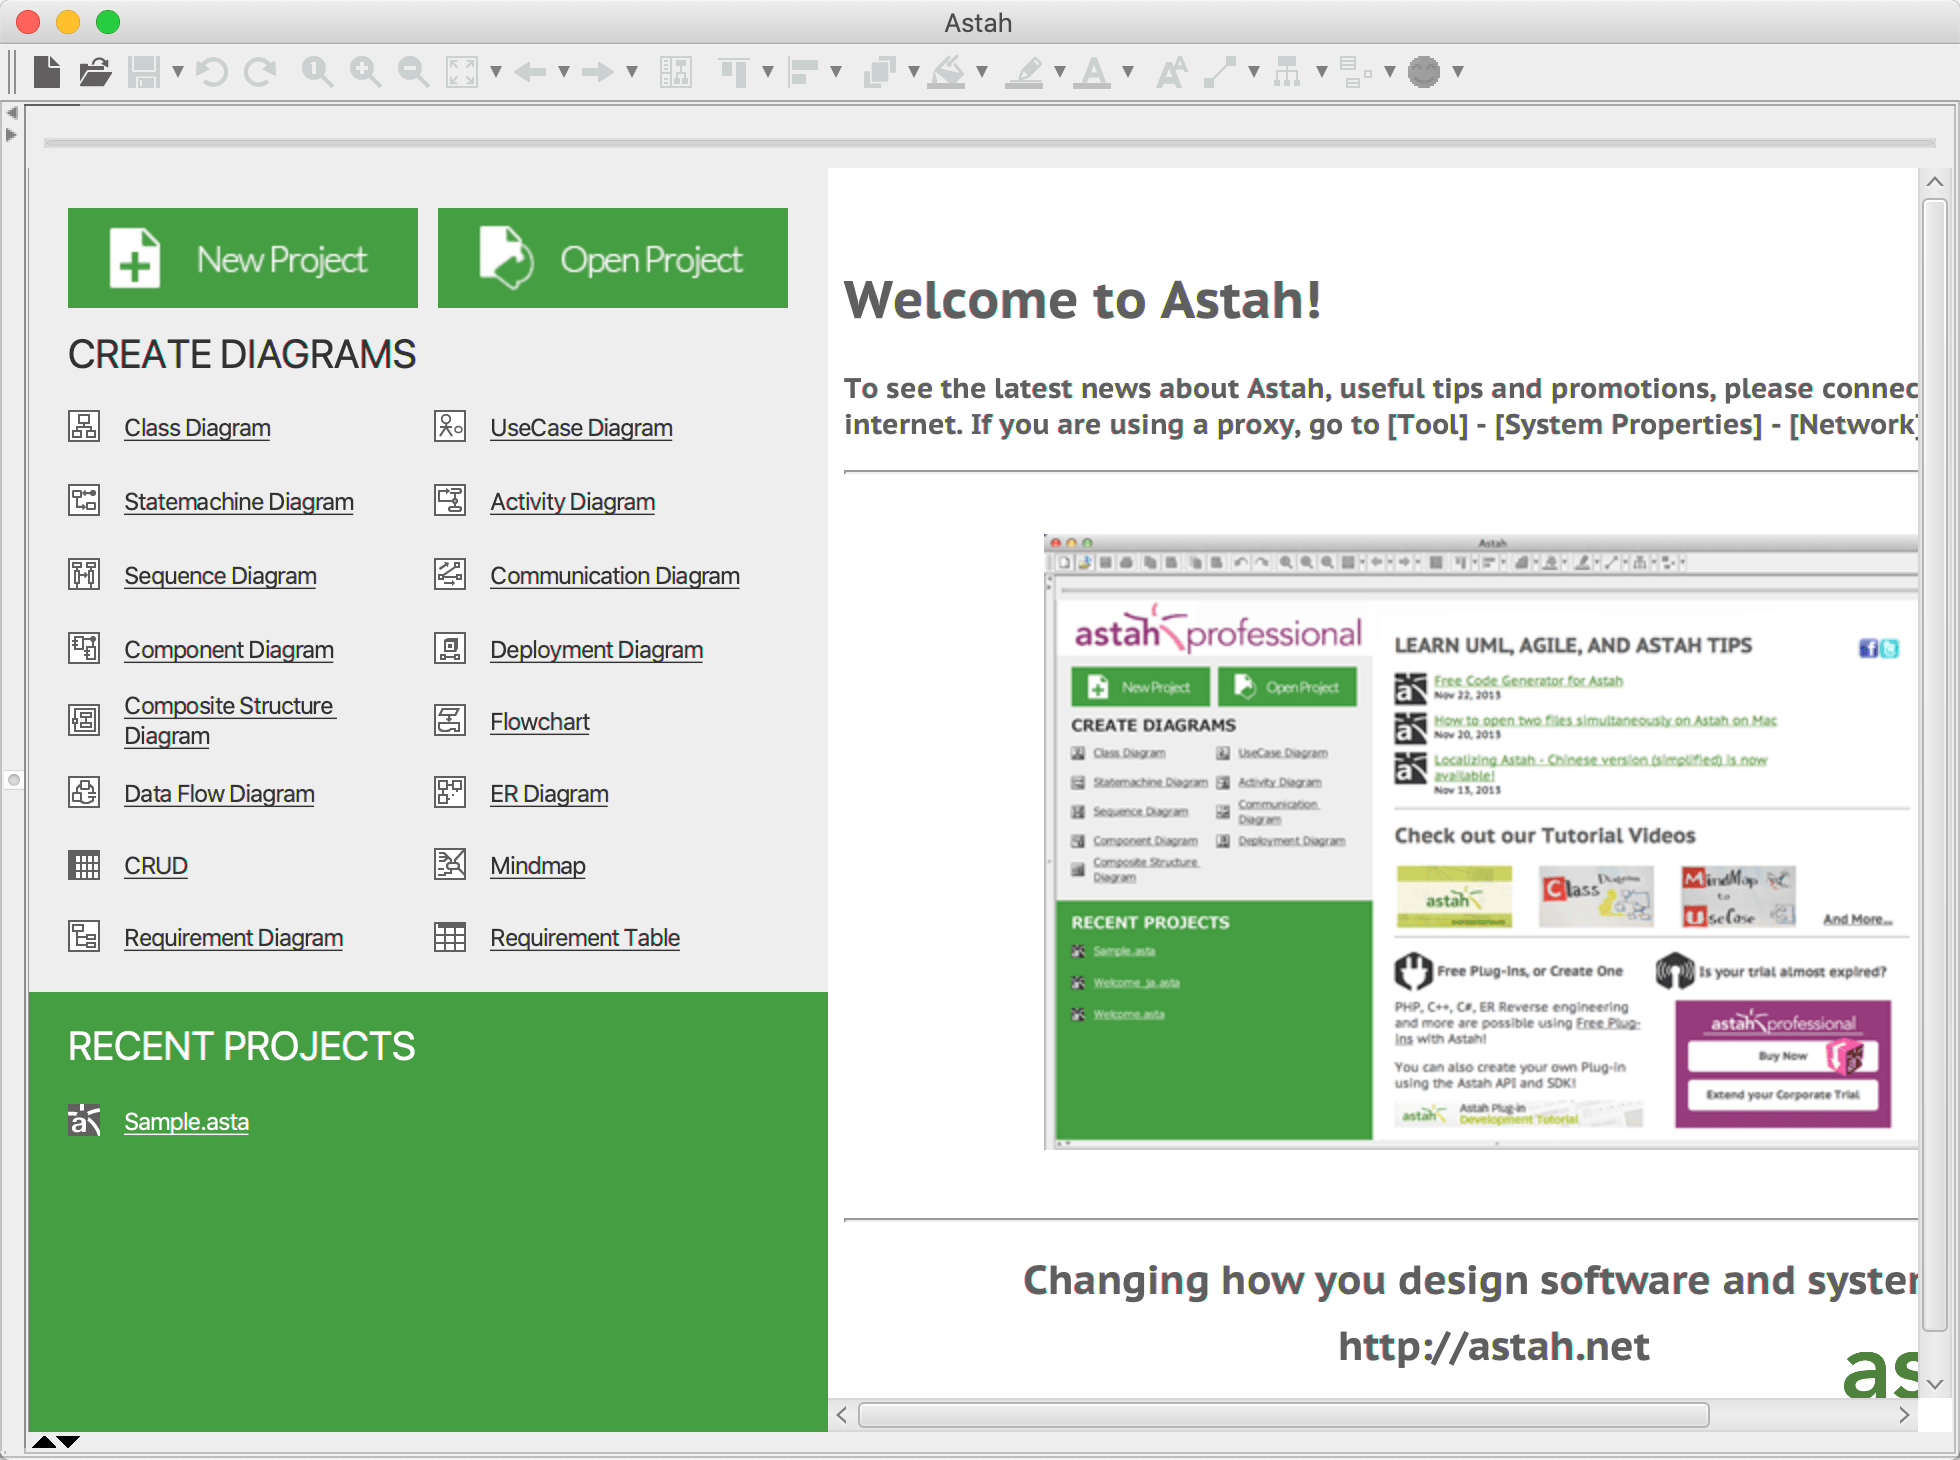 Astah
New Project
Open Project
CREATE DIAGRAMS
Class Diagram
UseCase Diagram
Statemachine Diagram
Activity Diagram
Sequence Diagram
Communication Diagram
Component Diagram
Deployment Diagram
Composite Structure
Diagram
Flowchart
Data Flow Diagram
ER Diagram
CRUD
Mindmap
Requirement Diagram
Requirement Table
RECENT PROJECTS
Sample.asta
Welcome to Astah!
To see the latest news about Astah, useful tips and promotions, please connec
internet. If you are using a proxy, go to [Tool] - [System Properties] - [Network]
Astah
astah professional
New Project
Open Project
CREATE DIAGRAMS
Class Diagram
UseCase Diagram
Statemachine Diagram
Activity Diagram
Sequence Diagram
Communication
Diagram
Component Diagram
Deployment Diagram
Composite Structure
Diagram
RECENT PROJECTS
Sample.asta
Welcome_ja.asta
Welcome.asta
LEARN UML, AGILE, AND ASTAH TIPS
Free Code Generator for Astah
Nov 22, 2013
How to open two files simultaneously on Astah on Mac
Nov 20, 2013
Localizing Astah - Chinese version (simplified) is now
available!
Nov 13, 2013
Check out our Tutorial Videos
astah
Class Diagram
MindMap
to
UseCase
And More...
Free Plug-ins, or Create One
PHP, C++, C#, ER Reverse engineering
and more are possible using Free Plug-
ins with Astah!
You can also create your own Plug-in
using the Astah API and SDK!
astah
Astah Plug-in
Development Tutorial
Is your trial almost expired?
astah professional
Buy Now
Extend your Corporate Trial
Changing how you design software and syster
http://astah.net
as